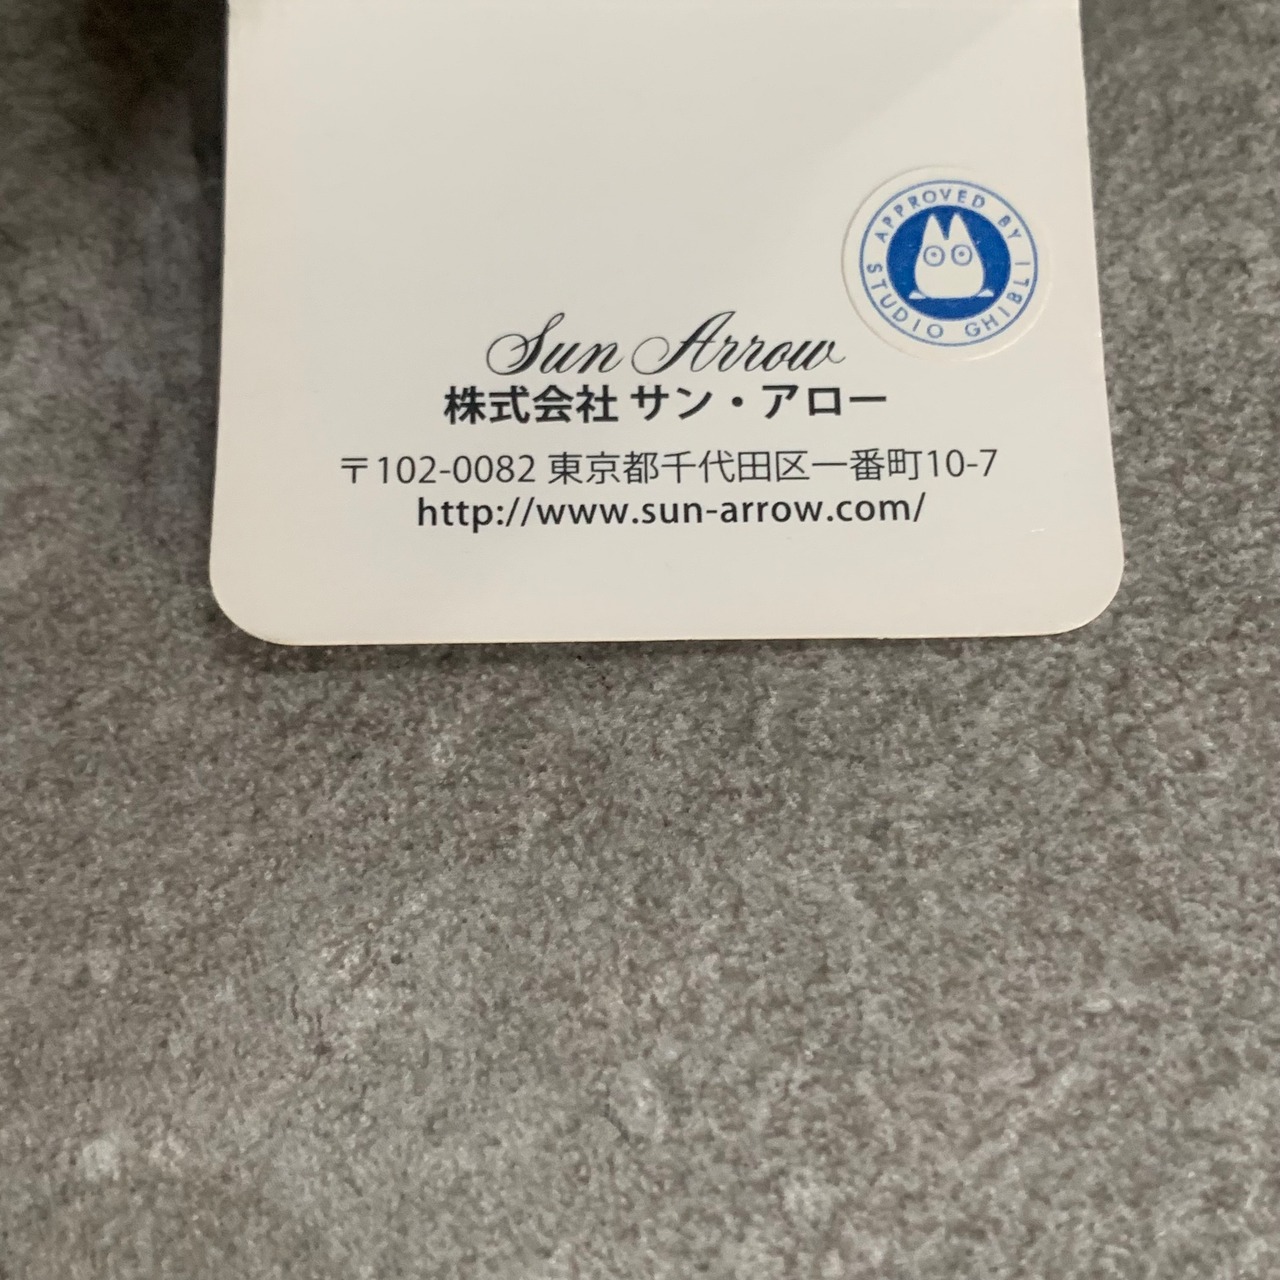 APPROVED BY
STUDIO GHIBLI
Sun Arrow
株式会社 サン・アロー
〒102-0082 東京都千代田区一番町10-7
http://www.sun-arrow.com/